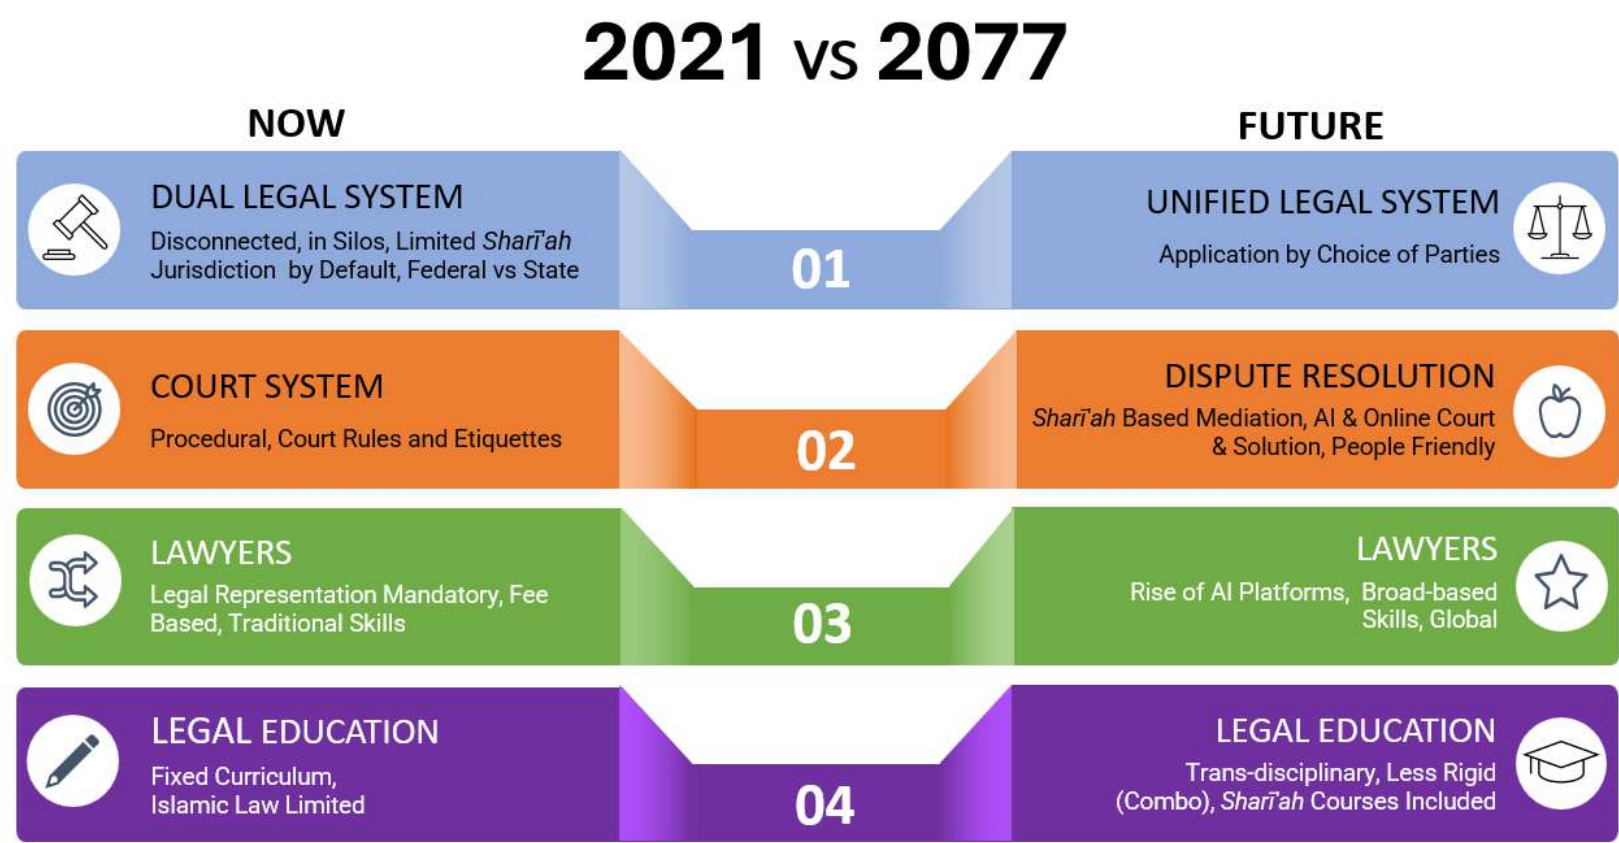 2021 vs 2077
NOW
FUTURE
DUAL LEGAL SYSTEM
Disconnected, in Silos, Limited Sharī'ah
Jurisdiction by Default, Federal vs State
01
UNIFIED LEGAL SYSTEM
Application by Choice of Parties
COURT SYSTEM
Procedural, Court Rules and Etiquettes
02
DISPUTE RESOLUTION
Sharī'ah Based Mediation, AI & Online Court
& Solution, People Friendly
LAWYERS
Legal Representation Mandatory, Fee
Based, Traditional Skills
03
LAWYERS
Rise of AI Platforms, Broad-based
Skills, Global
LEGAL EDUCATION
Fixed Curriculum,
Islamic Law Limited
04
LEGAL EDUCATION
Trans-disciplinary, Less Rigid
(Combo), Sharī'ah Courses Included